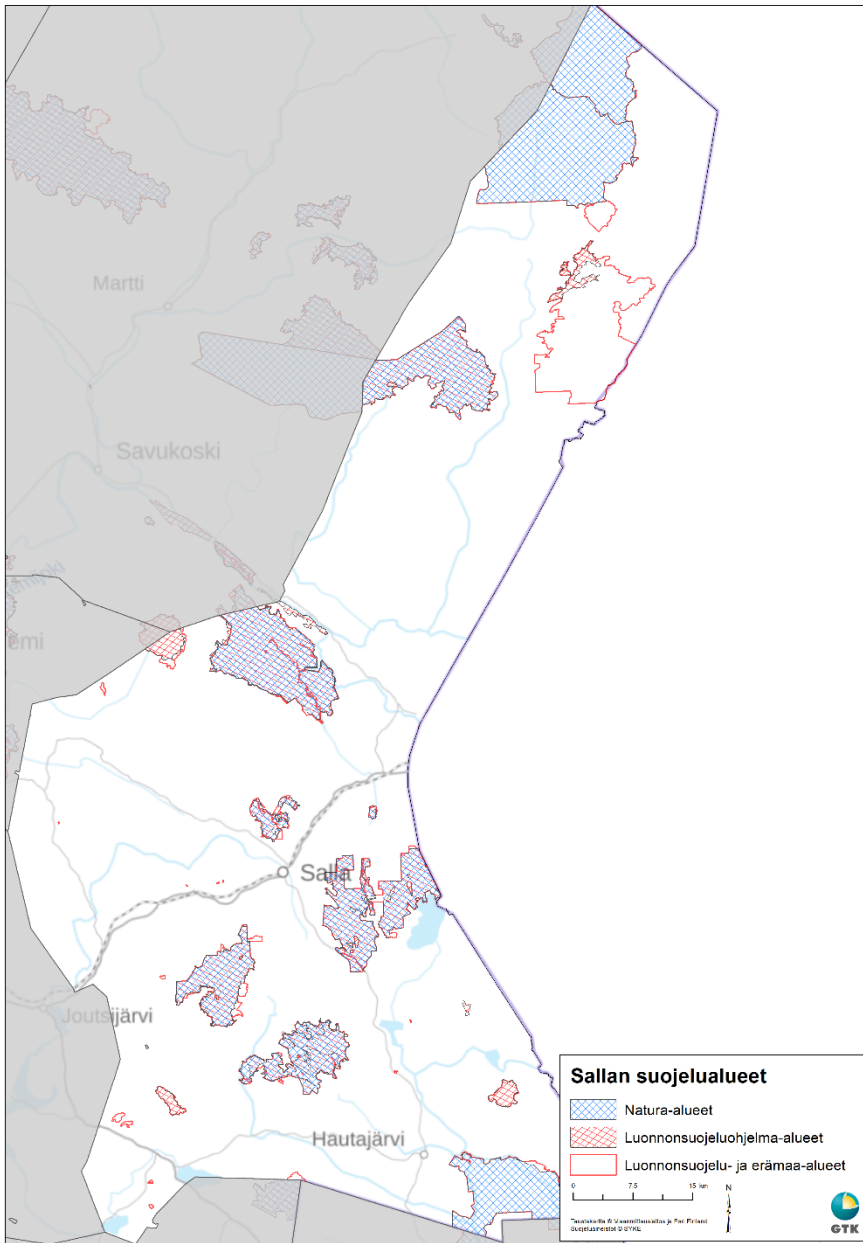 Martti
Savukoski
emi
Salla
Joutsijärvi
Hautajärvi
Sallan suojelualueet
Natura-alueet
Luonnonsuojeluohjelma-alueet
Luonnonsuojelu- ja erämaa-alueet
0 7.5 15 km
N
GTK